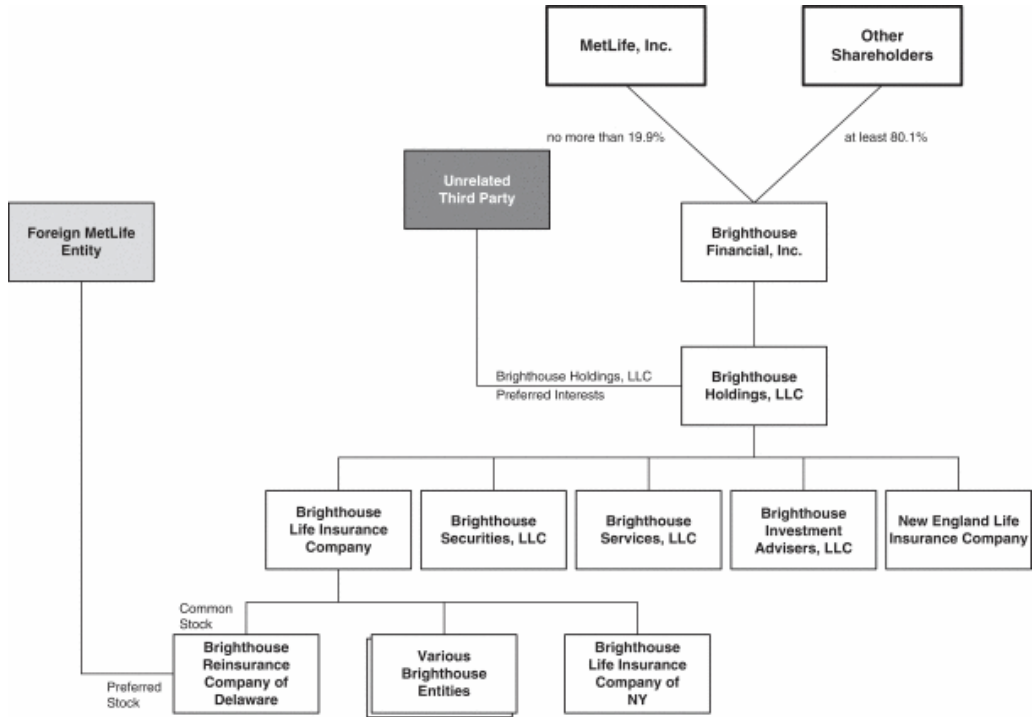 MetLife, Inc.
Other
Shareholders
no more than 19.9%
at least 80.1%
Unrelated
Third Party
Foreign MetLife
Entity
Brighthouse
Financial, Inc.
Brighthouse Holdings, LLC
Preferred Interests
Brighthouse
Holdings, LLC
Brighthouse
Life Insurance
Company
Brighthouse
Securities, LLC
Brighthouse
Services, LLC
Brighthouse
Investment
Advisers, LLC
New England Life
Insurance Company
Common
Stock
Preferred
Stock
Brighthouse
Reinsurance
Company of
Delaware
Various
Brighthouse
Entities
Brighthouse
Life Insurance
Company of
NY